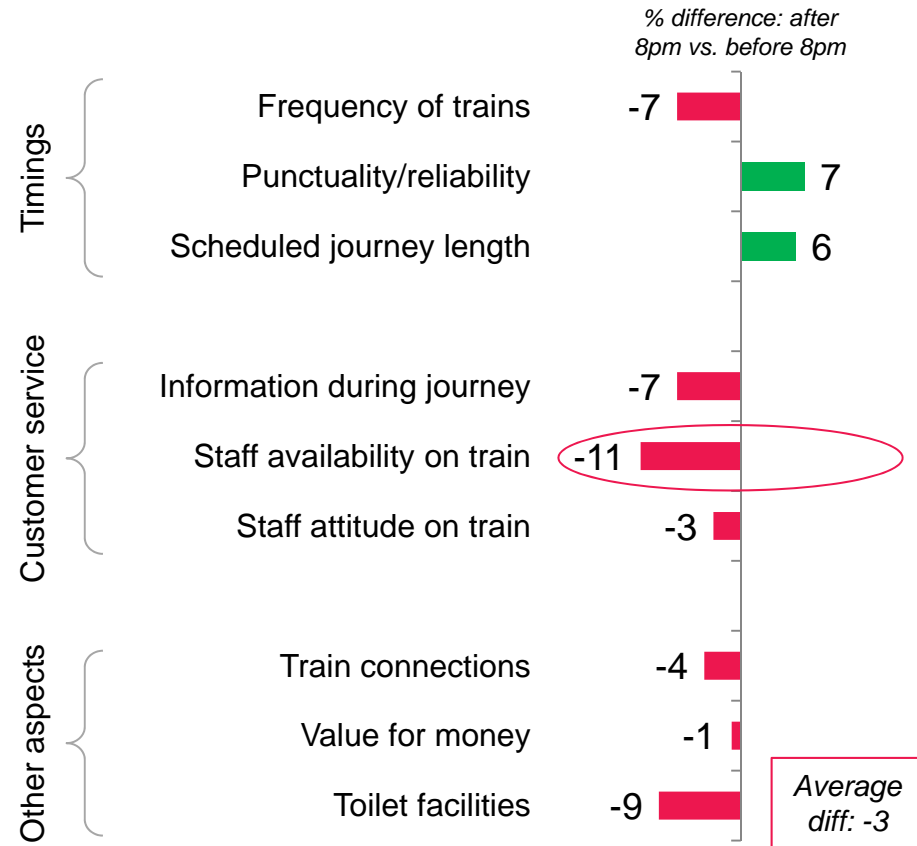 % difference: after
8pm vs. before 8pm
Timings
Frequency of trains -7
Punctuality/reliability 7
Scheduled journey length 6
Customer service
Information during journey -7
Staff availability on train -11
Staff attitude on train -3
Other aspects
Train connections -4
Value for money -1
Toilet facilities -9
Average
diff: -3